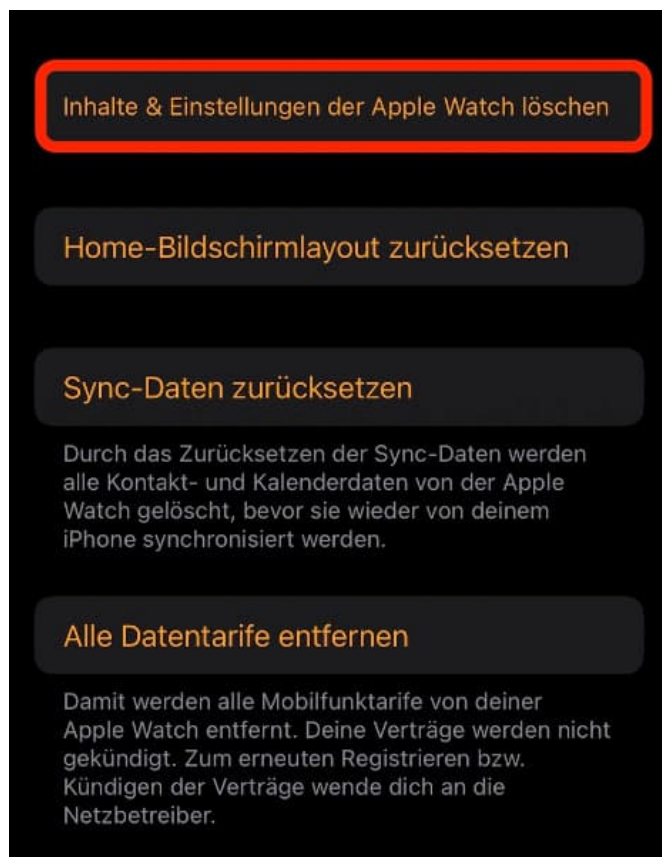 Inhalte & Einstellungen der Apple Watch löschen
Home-Bildschirmlayout zurücksetzen
Sync-Daten zurücksetzen
Durch das Zurücksetzen der Sync-Daten werden
alle Kontakt- und Kalenderdaten von der Apple
Watch gelöscht, bevor sie wieder von deinem
iPhone synchronisiert werden.
Alle Datentarife entfernen
Damit werden alle Mobilfunktarife von deiner
Apple Watch entfernt. Deine Verträge werden nicht
gekündigt. Zum erneuten Registrieren bzw.
Kündigen der Verträge wende dich an die
Netzbetreiber.